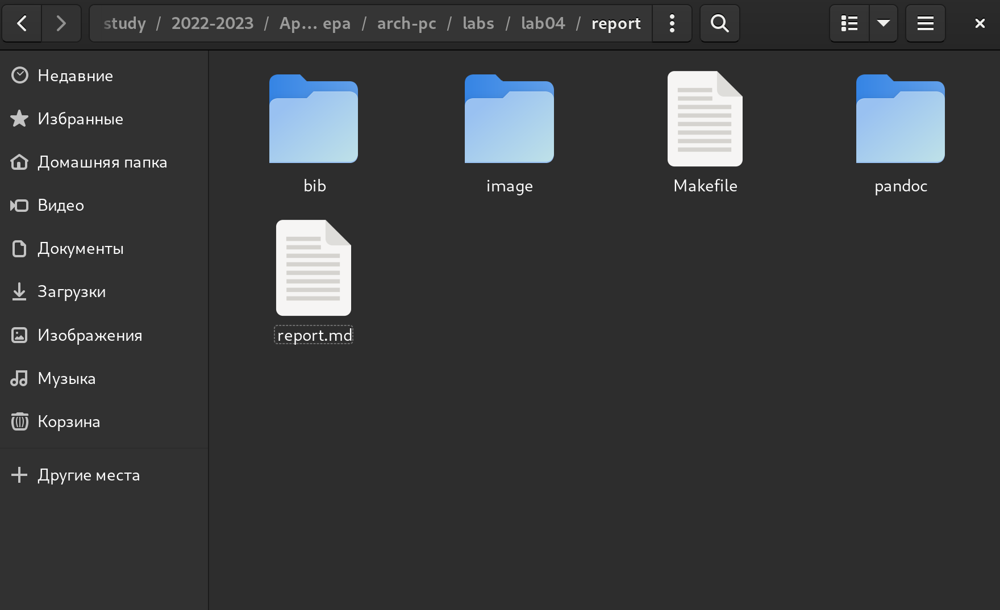 study / 2022-2023 / Ар… ера / arch-pc / labs / lab04 / report
Недавние
Избранные
Домашняя папка
Видео
Документы
Загрузки
Изображения
Музыка
Корзина
Другие места
bib
image
Makefile
pandoc
report.md